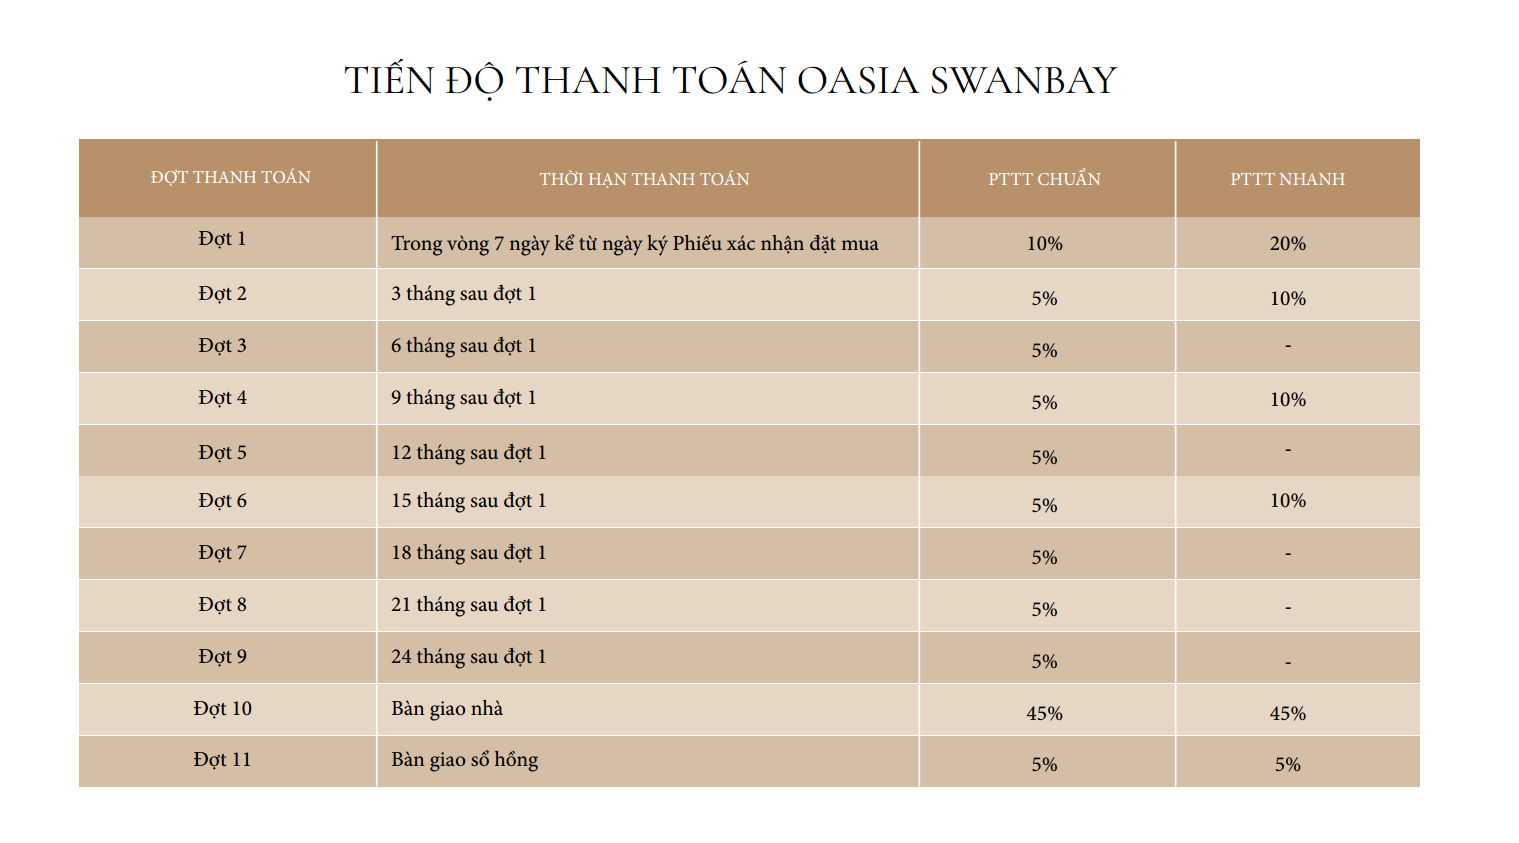 TIẾN ĐỘ THANH TOÁN OASIA SWANBAY
ĐỢT THANH TOÁN THỜI HẠN THANH TOÁN PTTT CHUẨN PTTT NHANH
Đợt 1 Trong vòng 7 ngày kể từ ngày ký Phiếu xác nhận đặt mua 10% 20%
Đợt 2 3 tháng sau đợt 1 5% 10%
Đợt 3 6 tháng sau đợt 1 5% -
Đợt 4 9 tháng sau đợt 1 5% 10%
Đợt 5 12 tháng sau đợt 1 5% -
Đợt 6 15 tháng sau đợt 1 5% 10%
Đợt 7 18 tháng sau đợt 1 5% -
Đợt 8 21 tháng sau đợt 1 5% -
Đợt 9 24 tháng sau đợt 1 5% -
Đợt 10 Bàn giao nhà 45% 45%
Đợt 11 Bàn giao sổ hồng 5% 5%